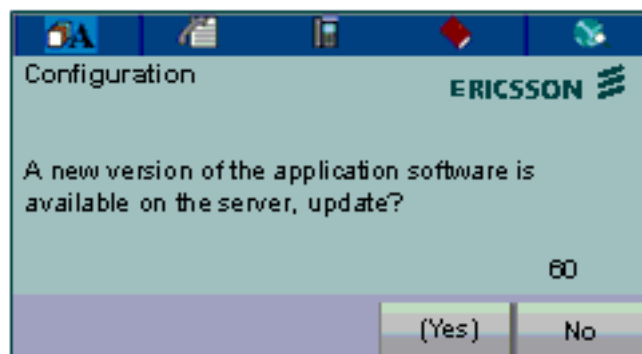 A
Configuration
ERICSSON
A new version of the application software is
available on the server, update?
60
(Yes)
No